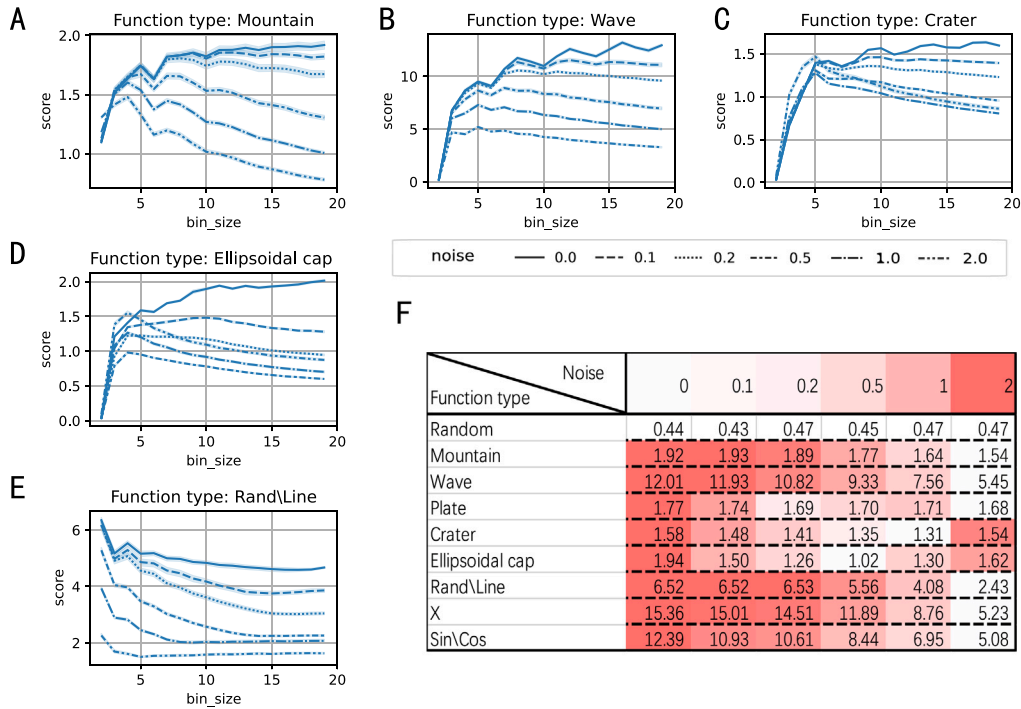 A
Function type: Mountain
score
2.0
1.5
1.0
5 10 15 20
bin_size
B
Function type: Wave
score
10
5
0
5 10 15 20
bin_size
C
Function type: Crater
score
1.5
1.0
0.5
0.0
5 10 15 20
bin_size
noise 0.0 0.1 0.2 0.5 1.0 2.0
D
Function type: Ellipsoidal cap
score
2.0
1.5
1.0
0.5
0.0
5 10 15 20
bin_size
E
Function type: Rand\Line
score
6
4
2
5 10 15 20
bin_size
F
Noise
Function type 0 0.1 0.2 0.5 1 2
Random 0.44 0.43 0.47 0.45 0.47 0.47
Mountain 1.92 1.93 1.89 1.77 1.64 1.54
Wave 12.01 11.93 10.82 9.33 7.56 5.45
Plate 1.77 1.74 1.69 1.70 1.71 1.68
Crater 1.58 1.48 1.41 1.35 1.31 1.54
Ellipsoidal cap 1.94 1.50 1.26 1.02 1.30 1.62
Rand\Line 6.52 6.52 6.53 5.56 4.08 2.43
X 15.36 15.01 14.51 11.89 8.76 5.23
Sin\Cos 12.39 10.93 10.61 8.44 6.95 5.08